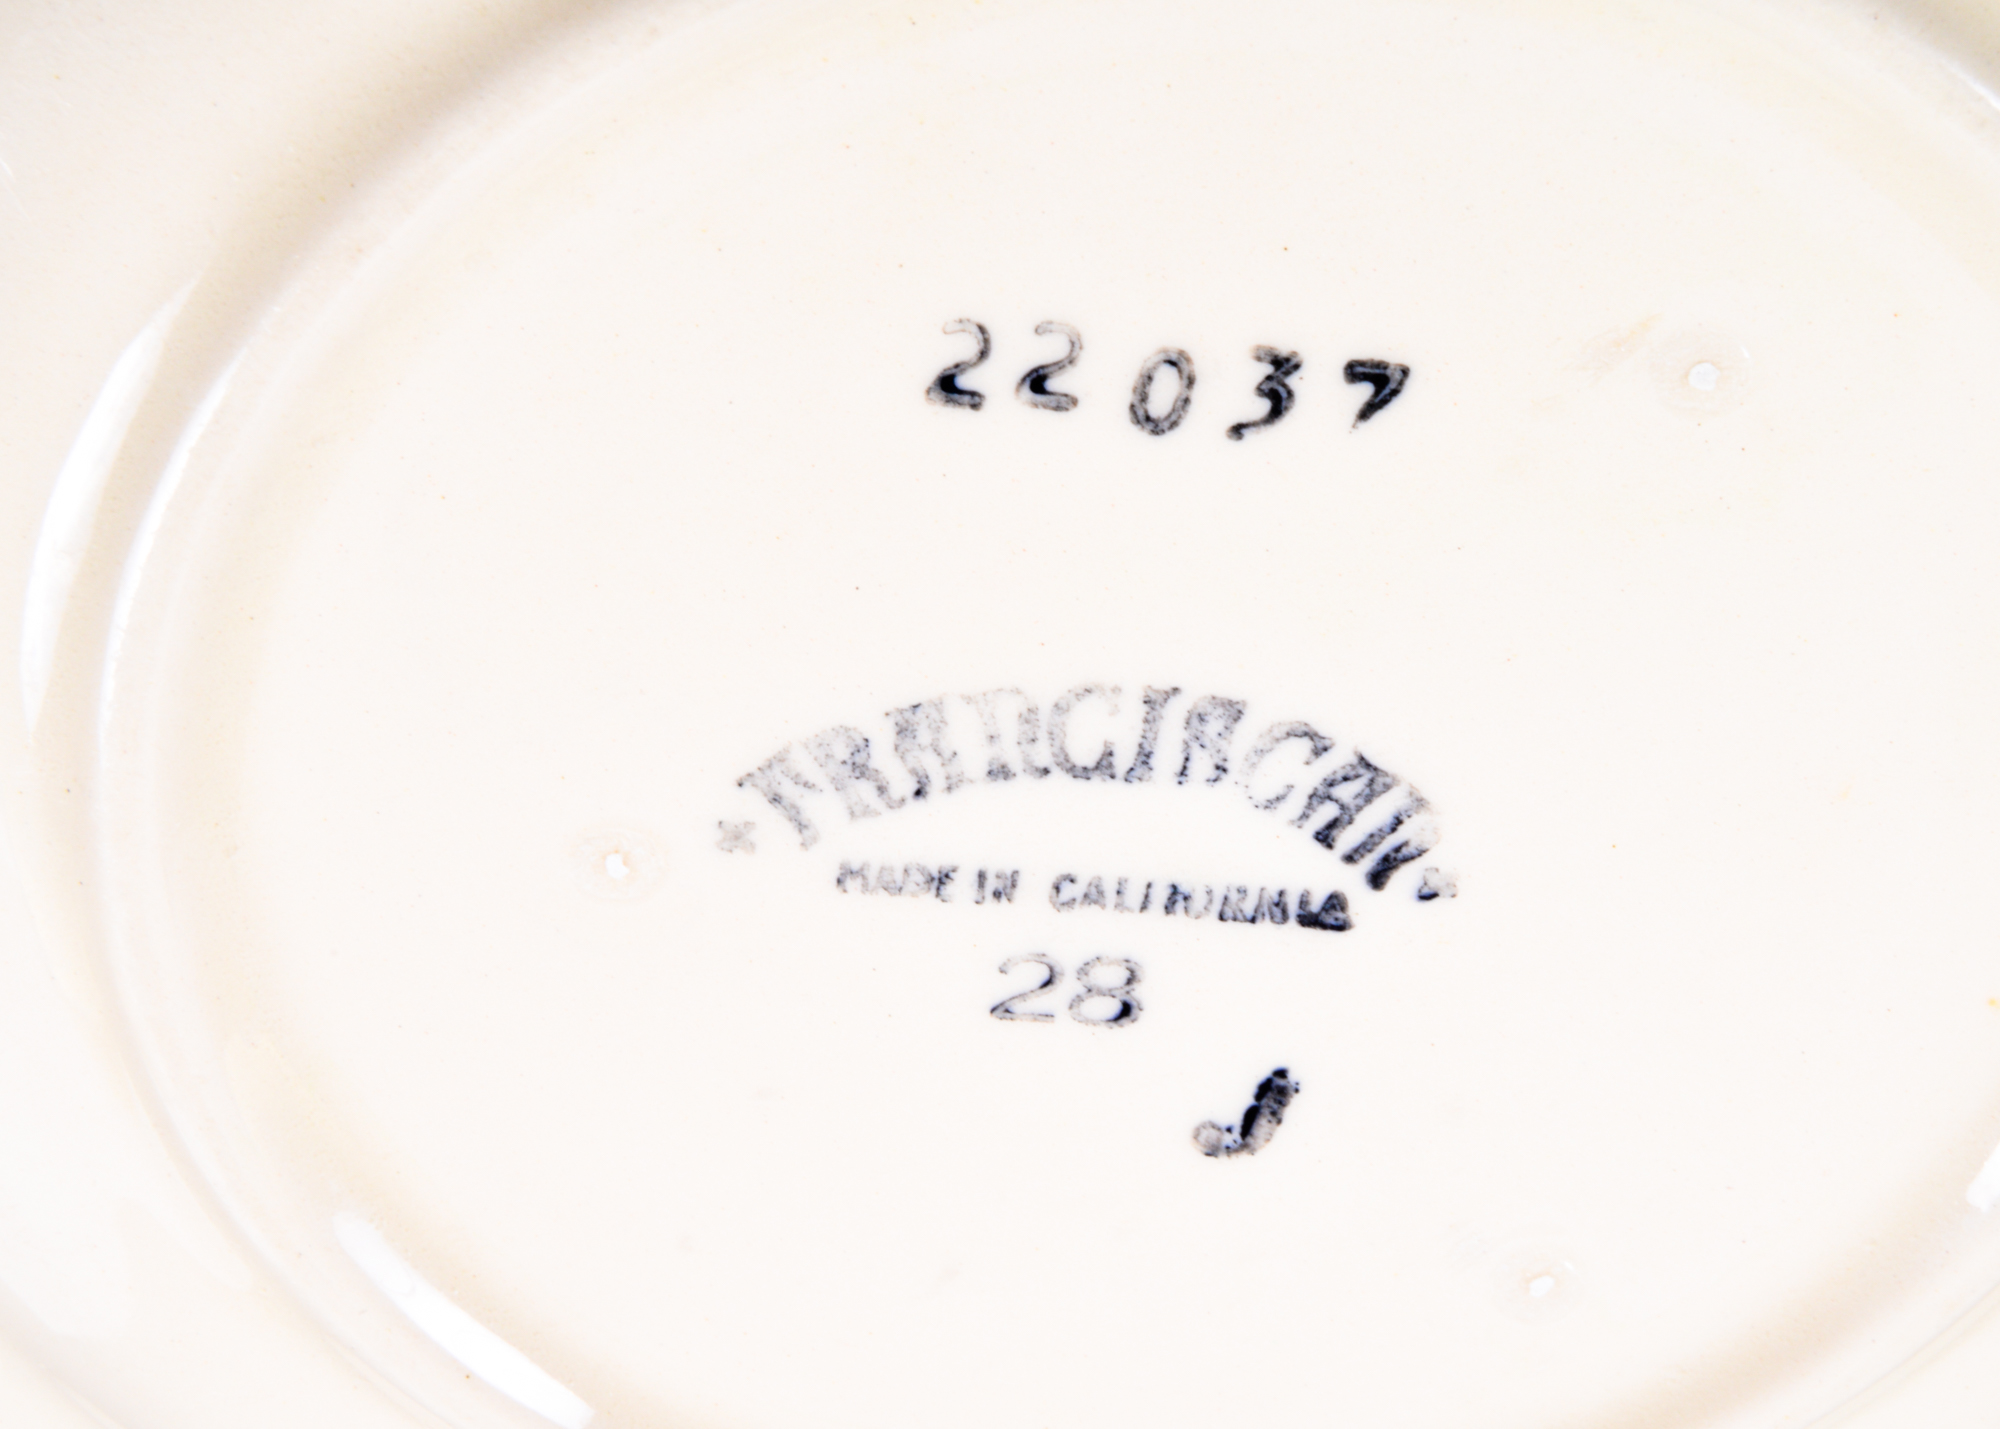 22037
* FRANCISCAN *
MADE IN CALIFORNIA
28
J